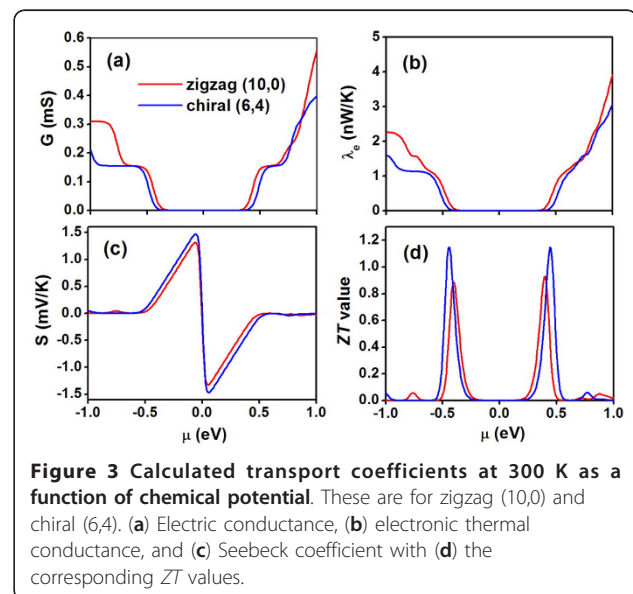 (a)
zigzag (10,0)
chiral (6,4)
G (mS)
0.6
0.5
0.4
0.3
0.2
0.1
0.0
(b)
λe (nW/K)
5
4
3
2
1
0
(c)
S (mV/K)
1.5
1.0
0.5
0.0
-0.5
-1.0
-1.5
-1.0 -0.5 0.0 0.5 1.0
μ (eV)
(d)
ZT value
1.2
1.0
0.8
0.6
0.4
0.2
0.0
-1.0 -0.5 0.0 0.5 1.0
μ (eV)
Figure 3 Calculated transport coefficients at 300 K as a
function of chemical potential. These are for zigzag (10,0) and
chiral (6,4). (a) Electric conductance, (b) electronic thermal
conductance, and (c) Seebeck coefficient with (d) the
corresponding ZT values.